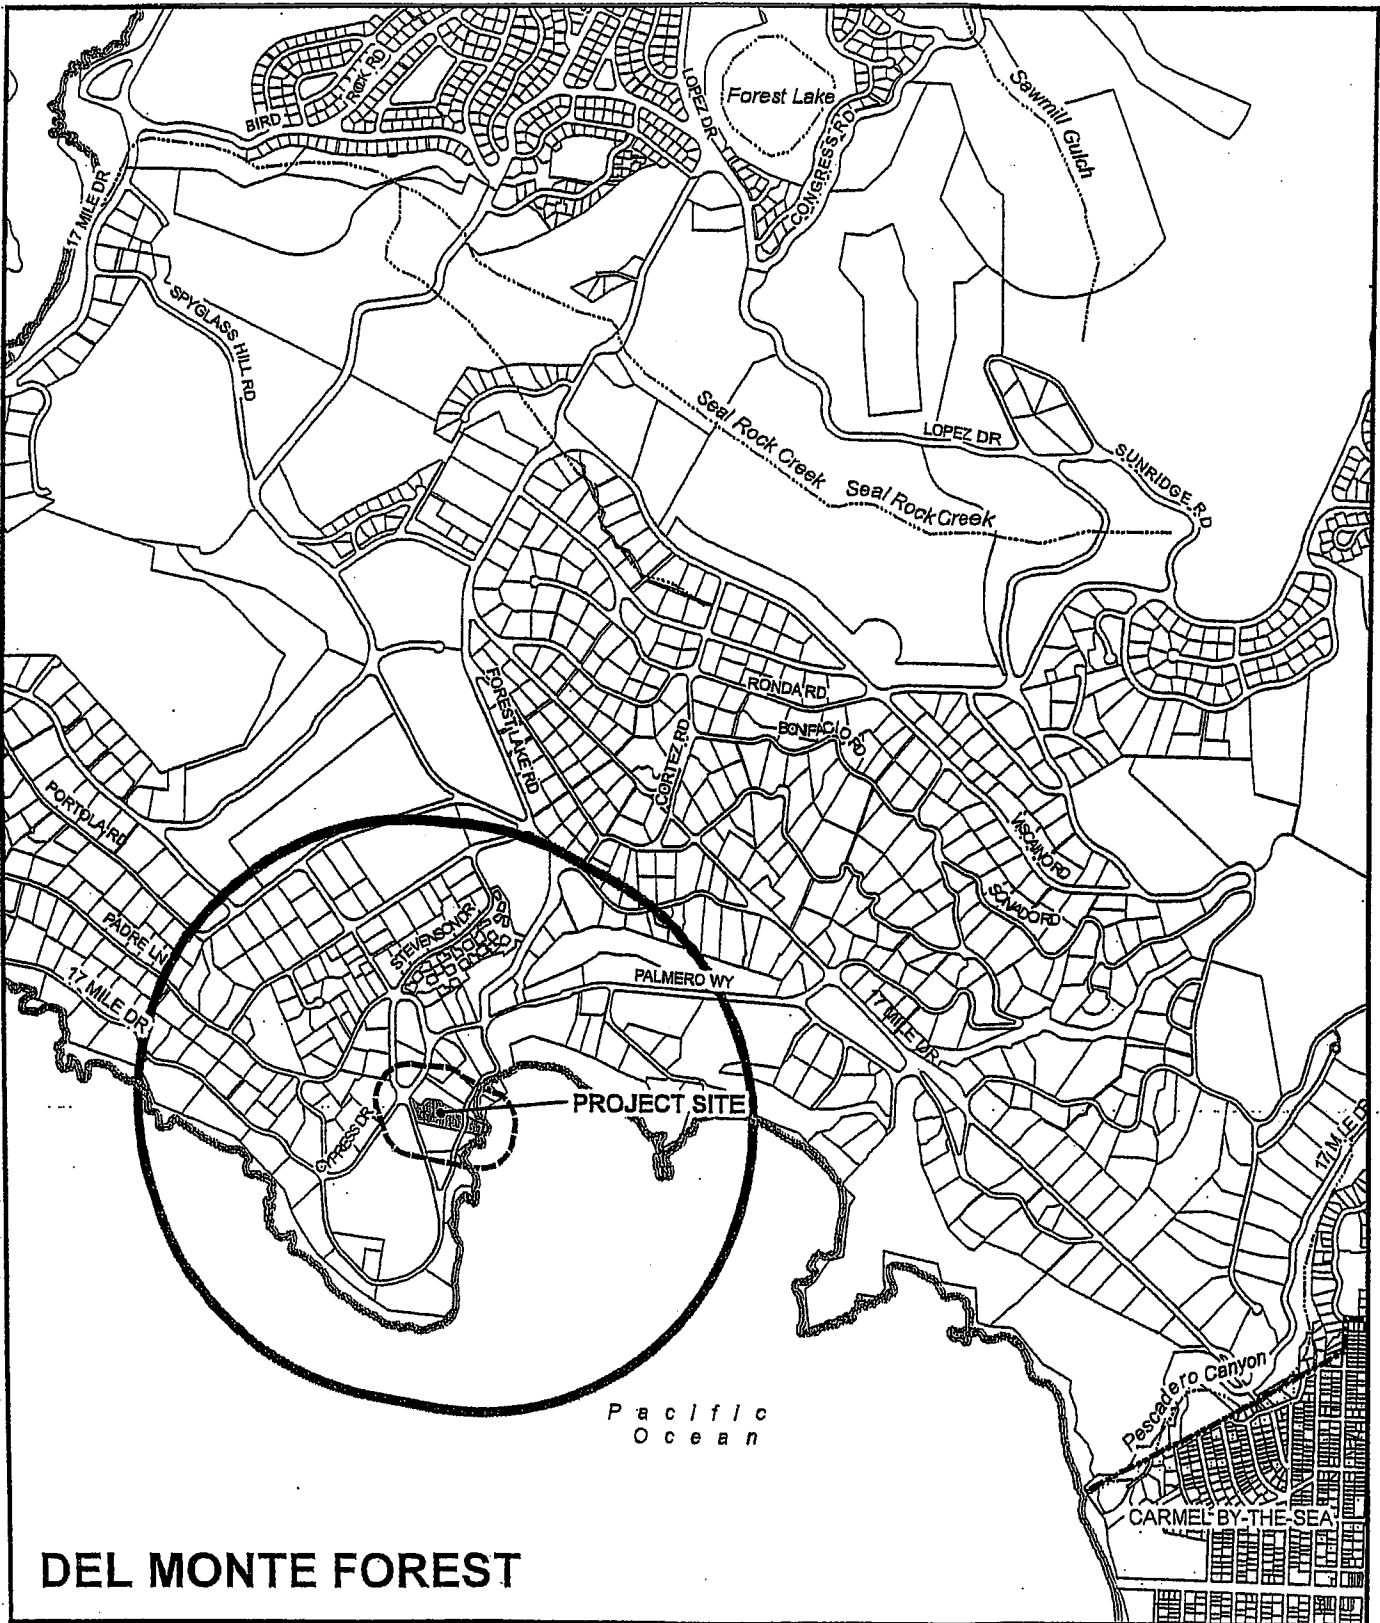 Forest Lake
Sawmill Gulch
LOPEZ DR
ROCK RD
BIRD
CONGRESS RD
17 MILE DR
SPYGLASS HILL RD
Seal Rock Creek
LOPEZ DR
SUNRIDGE RD
Seal Rock Creek
RONDA RD
FOREST LAKE RD
BONIFACIO RD
CORTEZ RD
PORTOLA RD
VISCAINO RD
SONADO RD
STEVENSON DR
PADRE LN
PALMERO WY
17 MILE DR
17 MILE DR
PROJECT SITE
CYPRESS DR
17 MILE DR
Pescadero Canyon
Pacific
Ocean
CARMEL-BY-THE-SEA
DEL MONTE FOREST